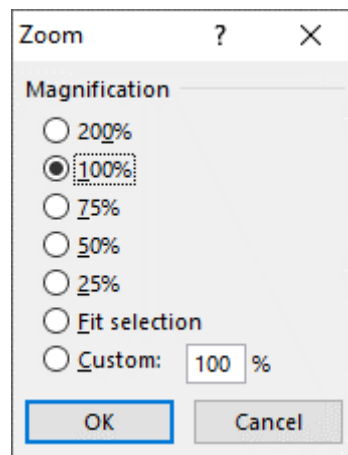 Zoom ? ×
Magnification
200%
100%
75%
50%
25%
Fit selection
Custom: 100 %
OK Cancel